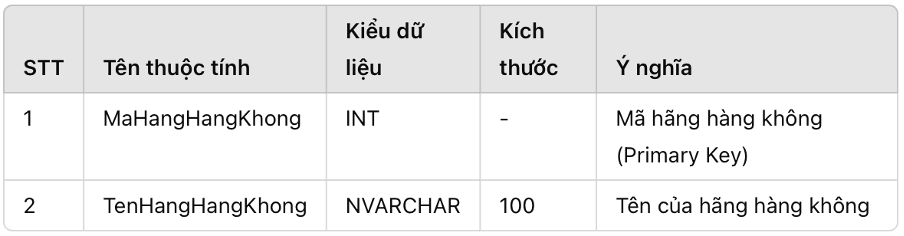 STT Tên thuộc tính Kiểu dữ liệu Kích thước Ý nghĩa
1 MaHangHangKhong INT - Mã hãng hàng không (Primary Key)
2 TenHangHangKhong NVARCHAR 100 Tên của hãng hàng không